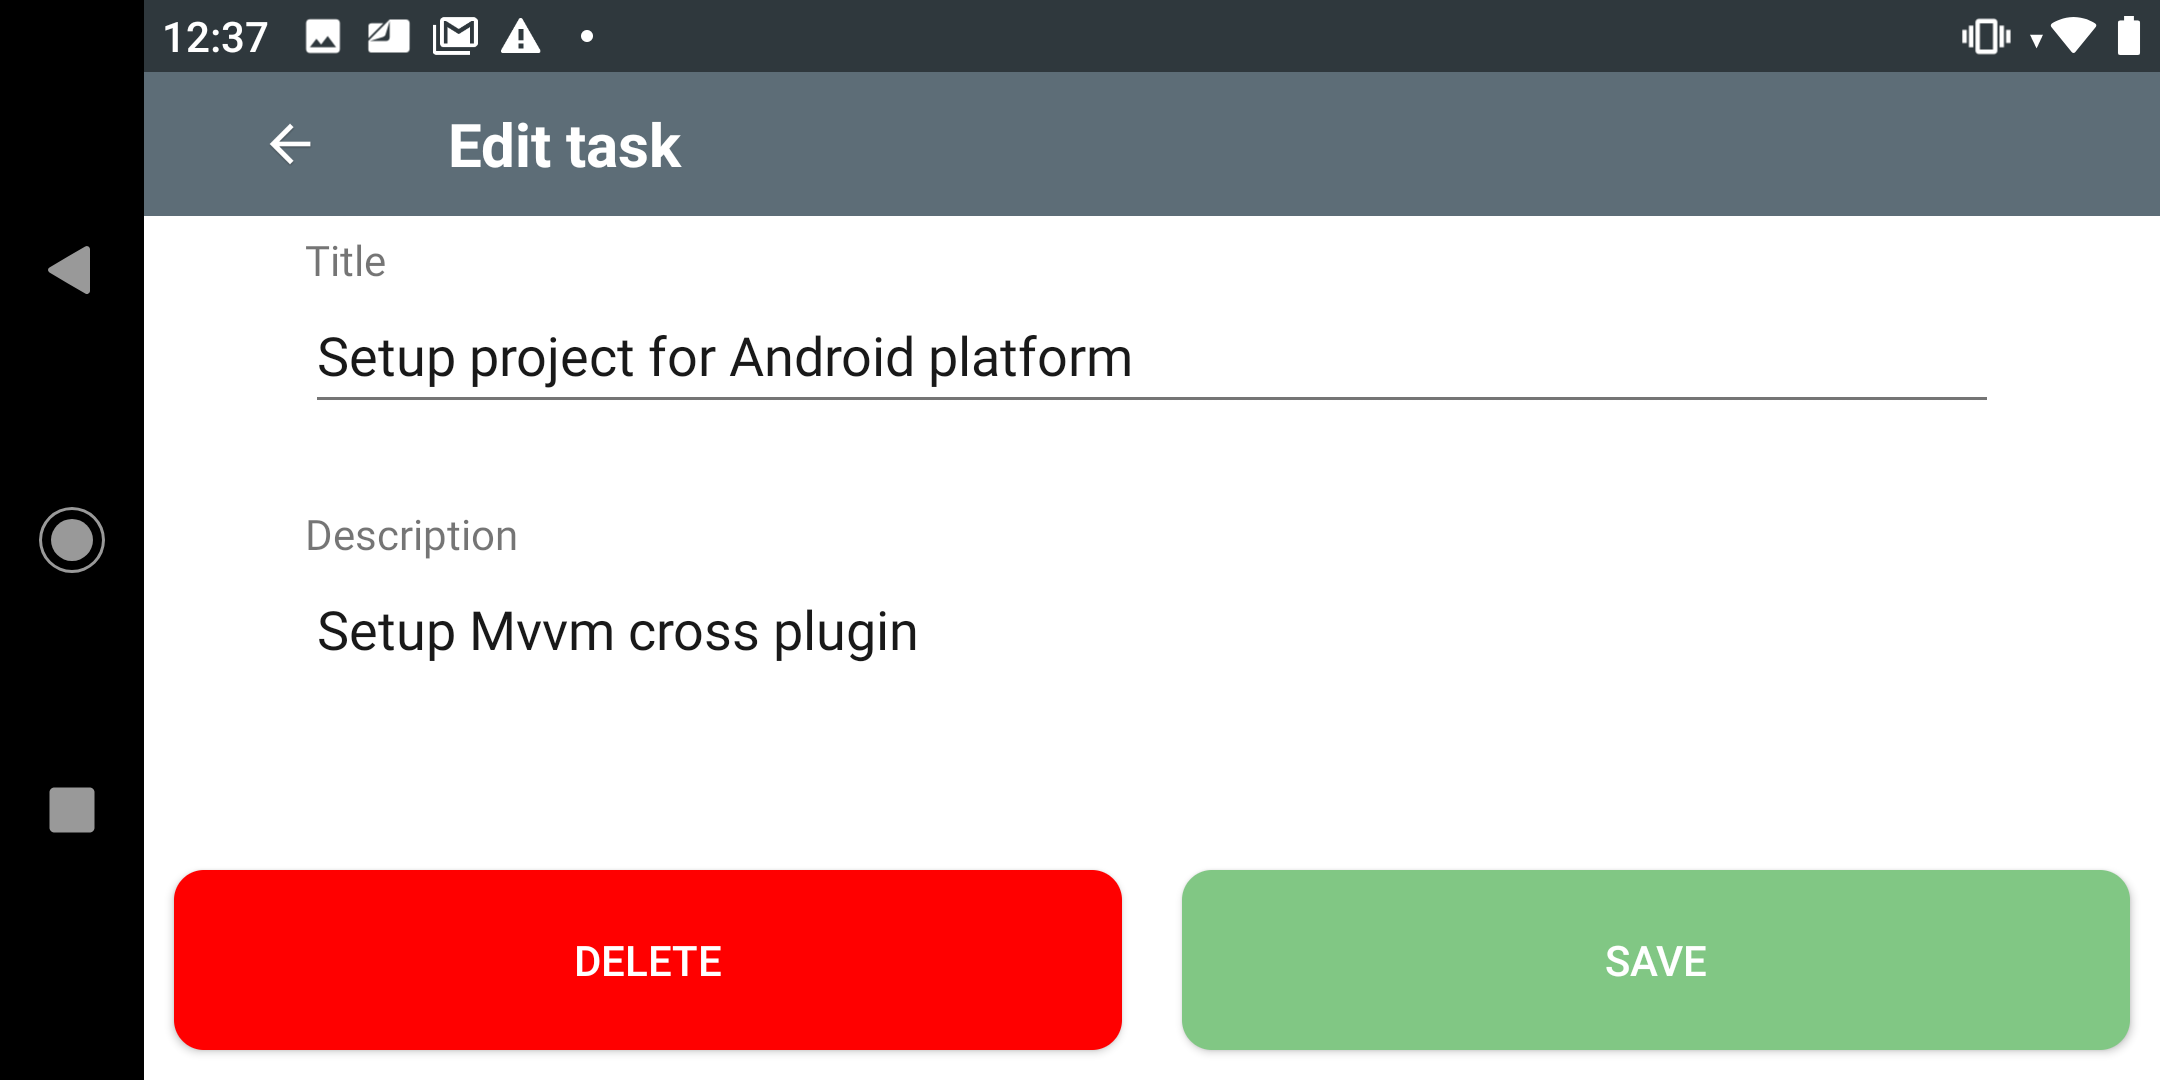 12:37
Edit task
Title
Setup project for Android platform
Description
Setup Mvvm cross plugin
DELETE
SAVE